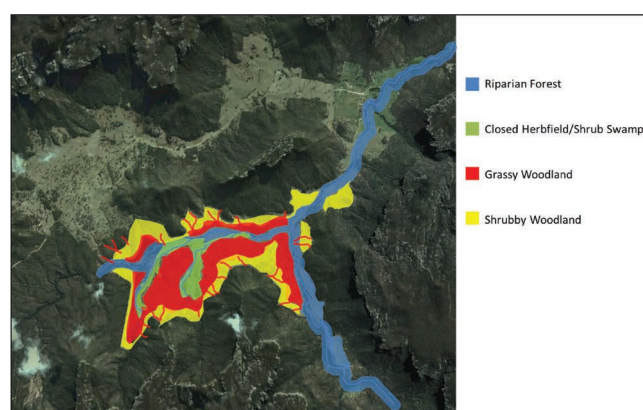 Riparian Forest
Closed Herbfield/Shrub Swamp
Grassy Woodland
Shrubby Woodland